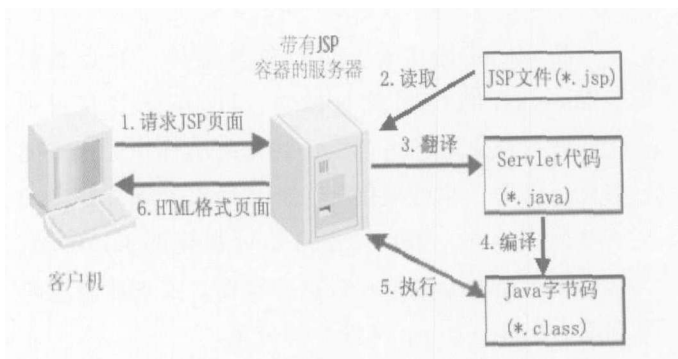 带有JSP
容器的服务器
2.读取
JSP文件(*.jsp)
1.请求JSP页面
3.翻译
Servlet代码
(*.java)
6.HTML格式页面
4.编译
客户机
5.执行
Java字节码
(*.class)